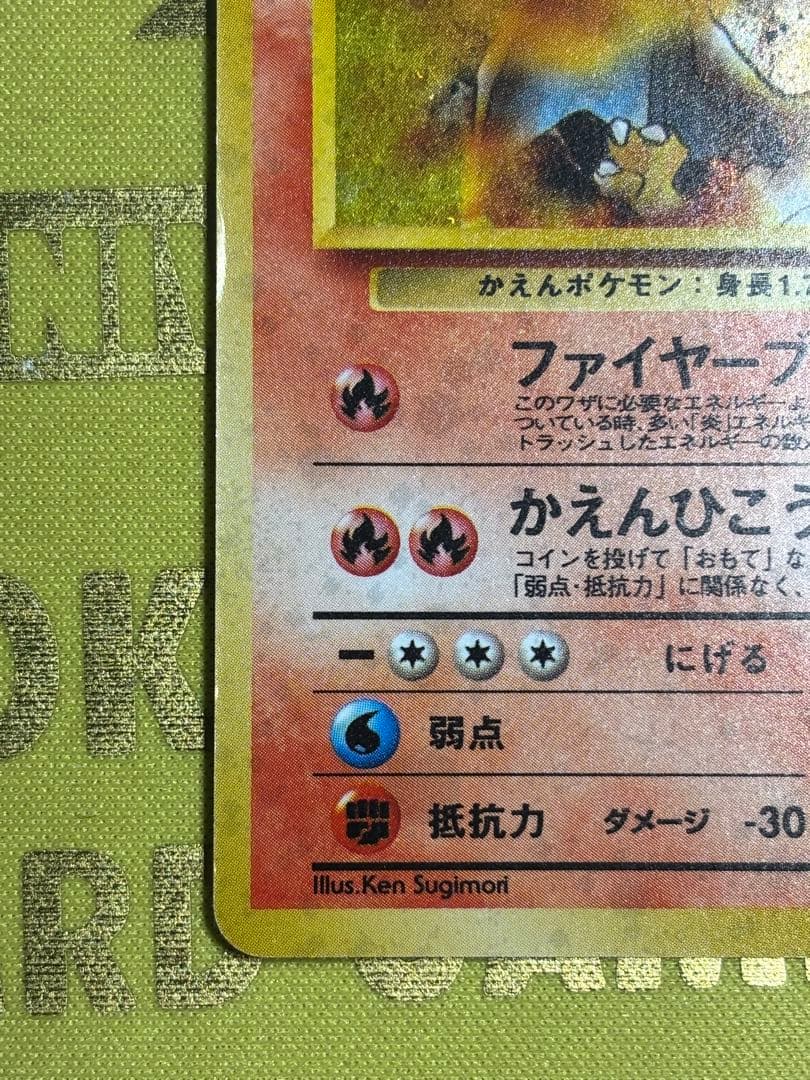 かえんポケモン：身長1.
ファイヤーブ
このワザに必要なエネルギーよ
ついている時、多い「炎」エネルギ
トラッシュしたエネルギーの数
かえんひこう
コインを投げて「おもて」な
「弱点・抵抗力」に関係なく、
にげる
弱点
抵抗力 ダメージ -30
Illus.Ken Sugimori